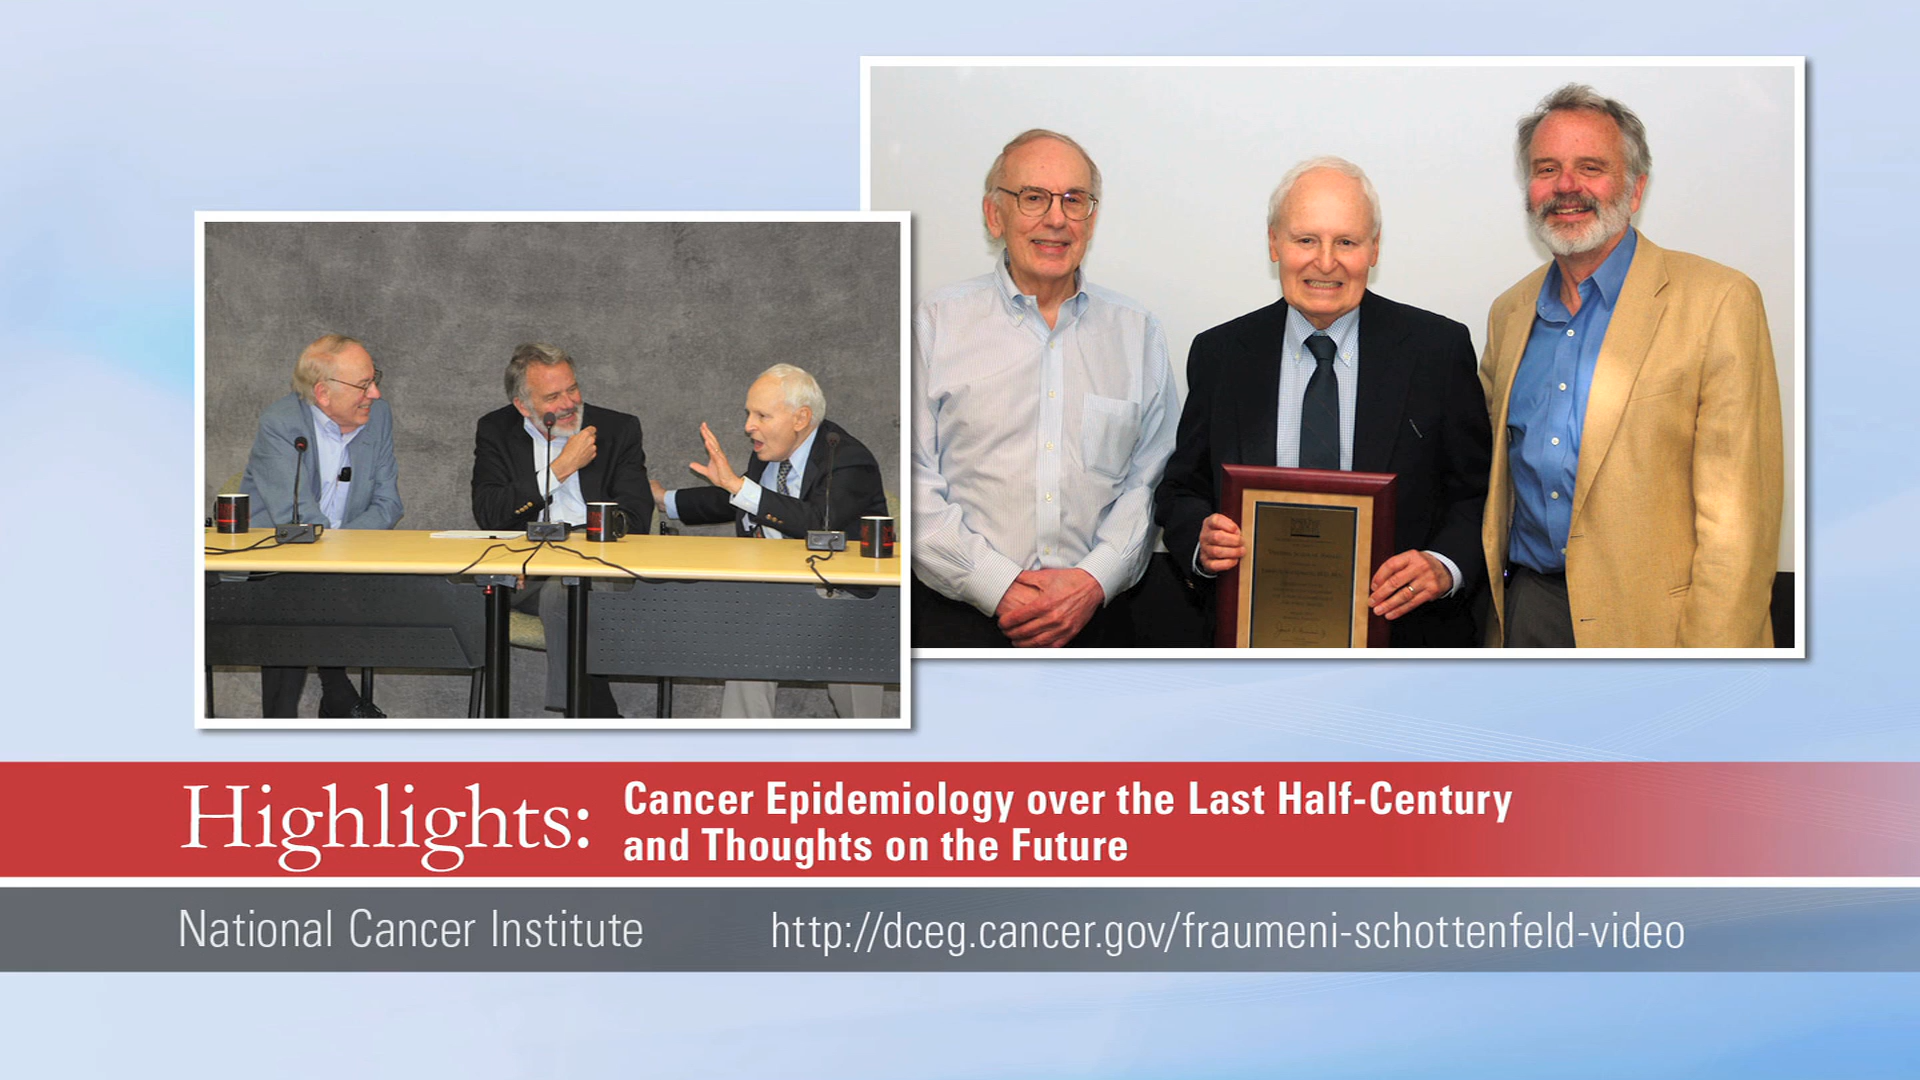 Highlights:
Cancer Epidemiology over the Last Half-Century
and Thoughts on the Future
National Cancer Institute
http://dceg.cancer.gov/fraumeni-schottenfeld-video